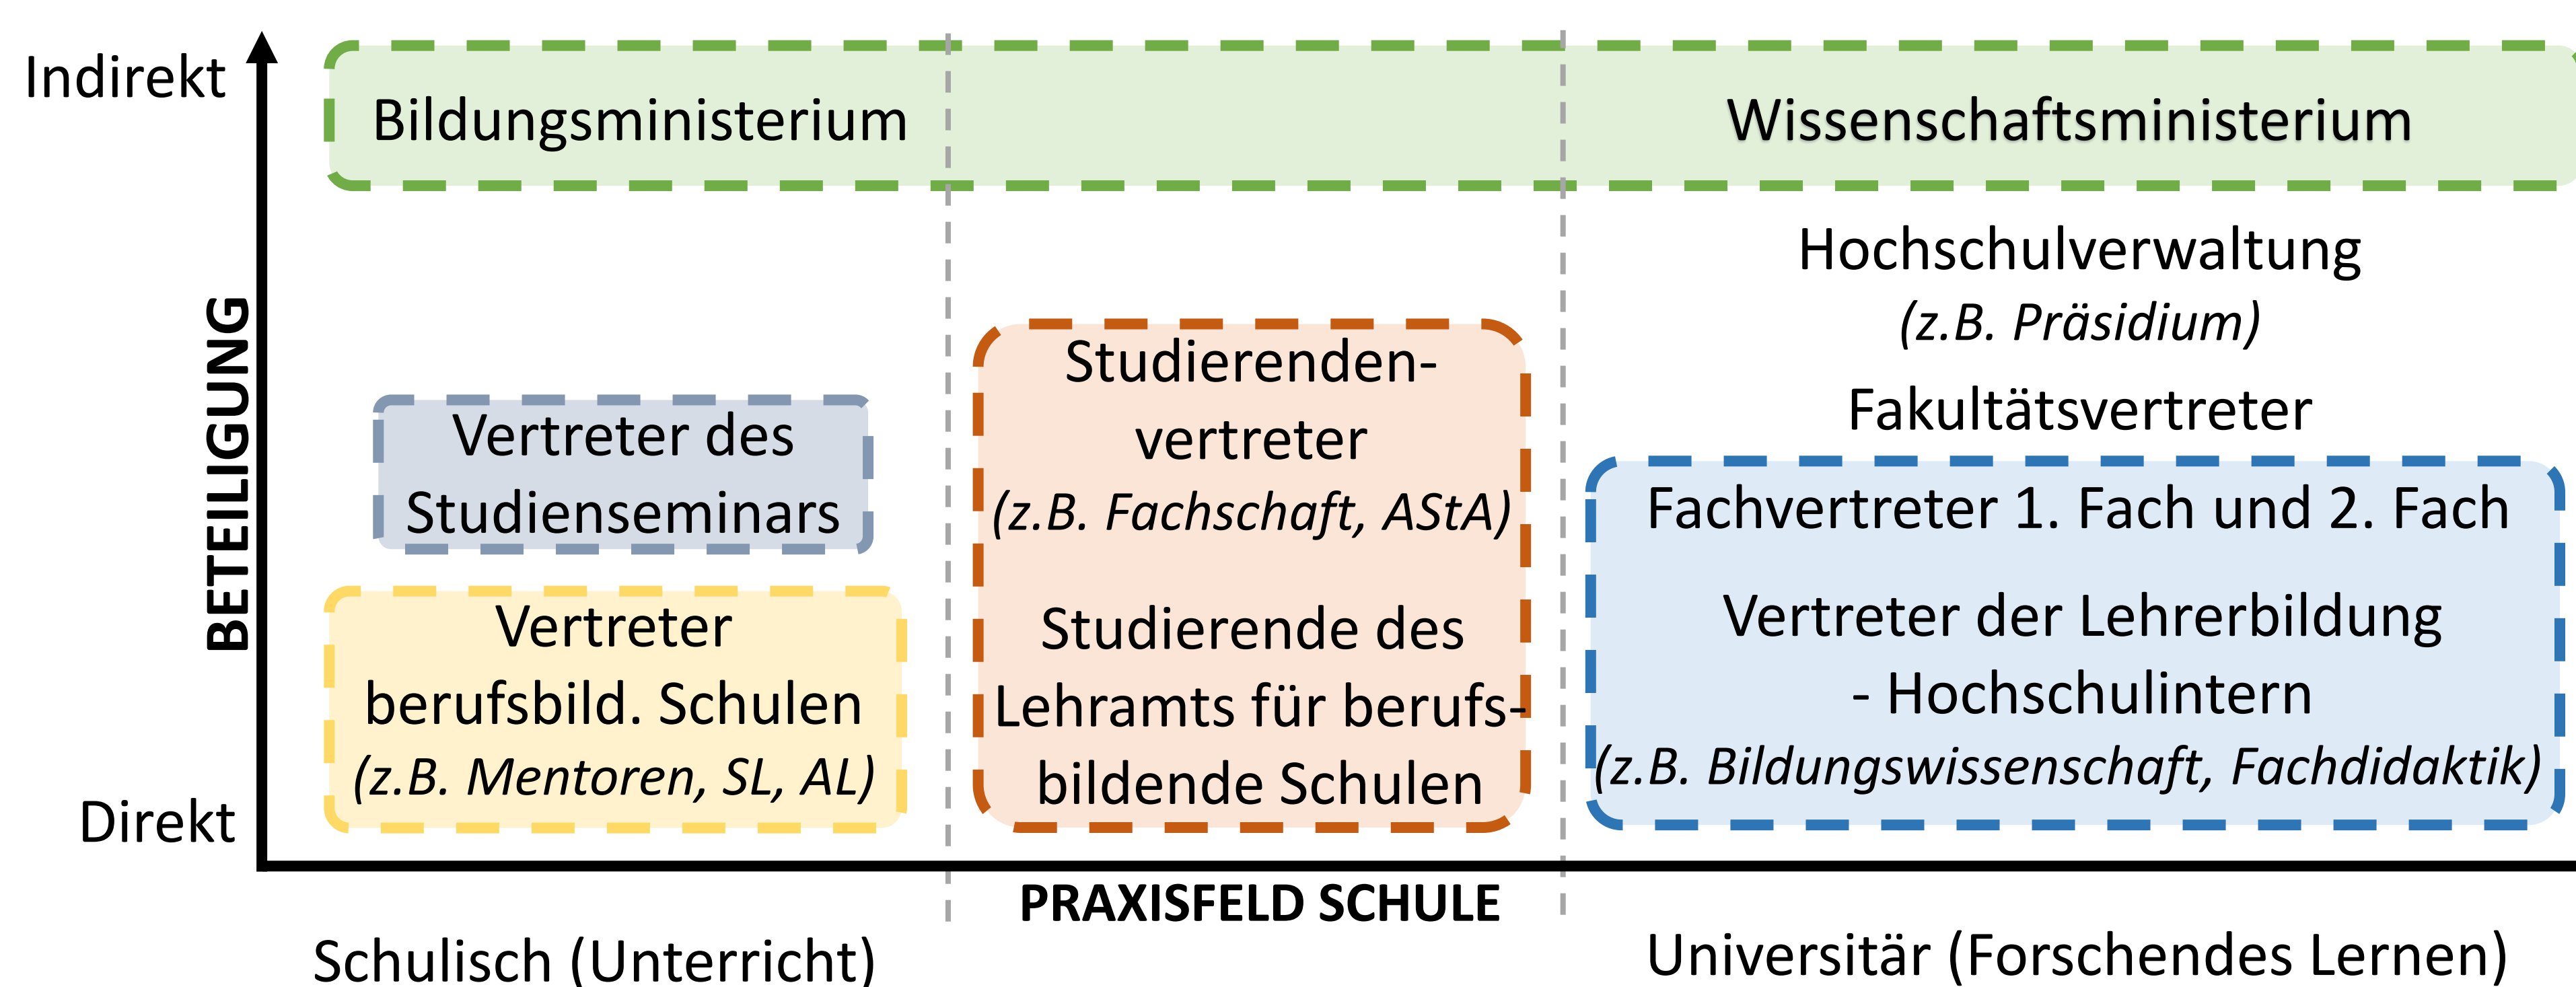 Indirekt
BETEILIGUNG
Direkt
Bildungsministerium
Wissenschaftsministerium
Vertreter des
Studienseminars
Vertreter
berufsbild. Schulen
(z.B. Mentoren, SL, AL)
Studierenden-
vertreter
(z.B. Fachschaft, AStA)
Studierende des
Lehramts für berufs-
bildende Schulen
Hochschulverwaltung
(z.B. Präsidium)
Fakultätsvertreter
Fachvertreter 1. Fach und 2. Fach
Vertreter der Lehrerbildung
- Hochschulintern
(z.B. Bildungswissenschaft, Fachdidaktik)
PRAXISFELD SCHULE
Schulisch (Unterricht)
Universitär (Forschendes Lernen)